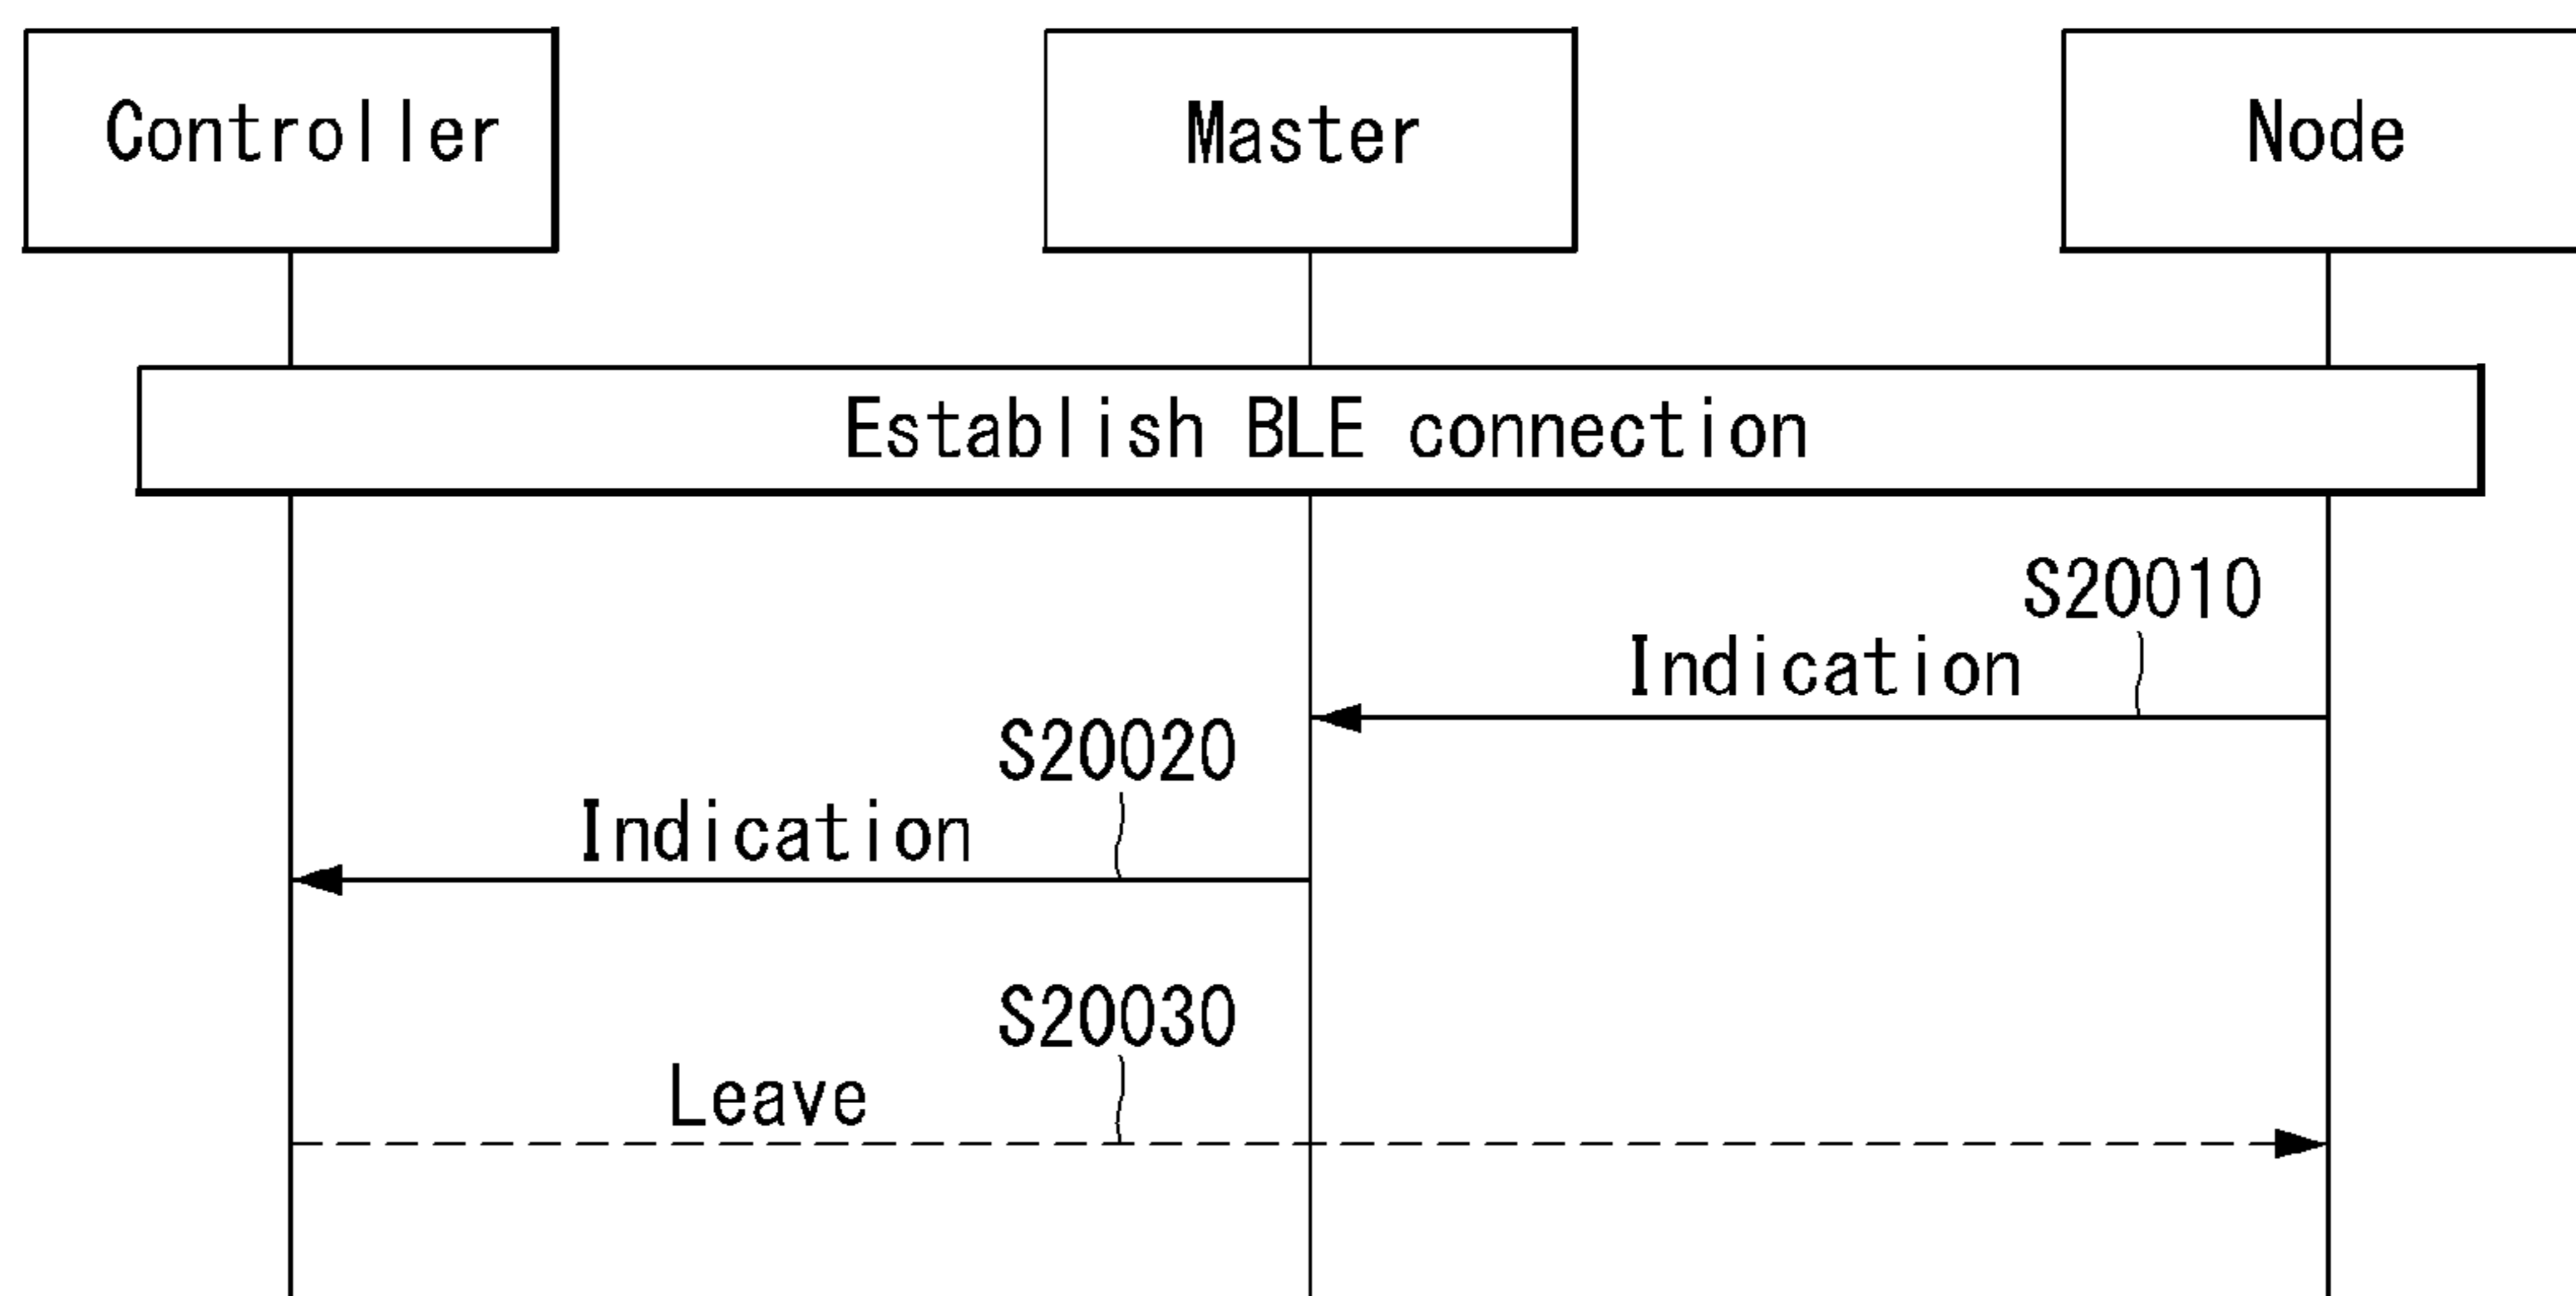 Controller
Master
Node
Establish BLE connection
S20010
Indication
S20020
Indication
S20030
Leave